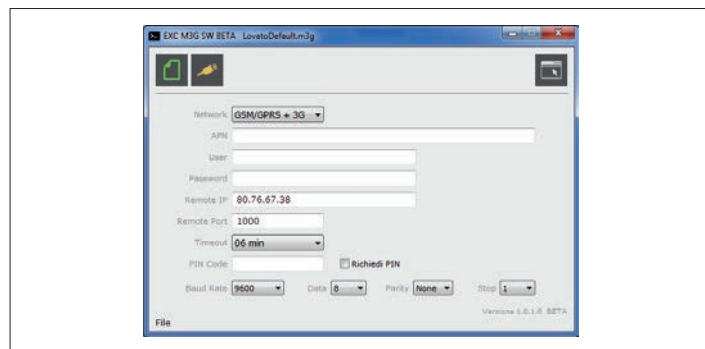 EXC M3G SW BETA LovatoDefault.m3g
Network GSM/GPRS + 3G
APN
User
Password
Remote IP 80.76.67.38
Remote Port 1000
Timeout 06 min
PIN Code Richiedi PIN
Baud Rate 9600 Data 8 Parity None Stop 1
Versione 1.0.1.0 BETA
File